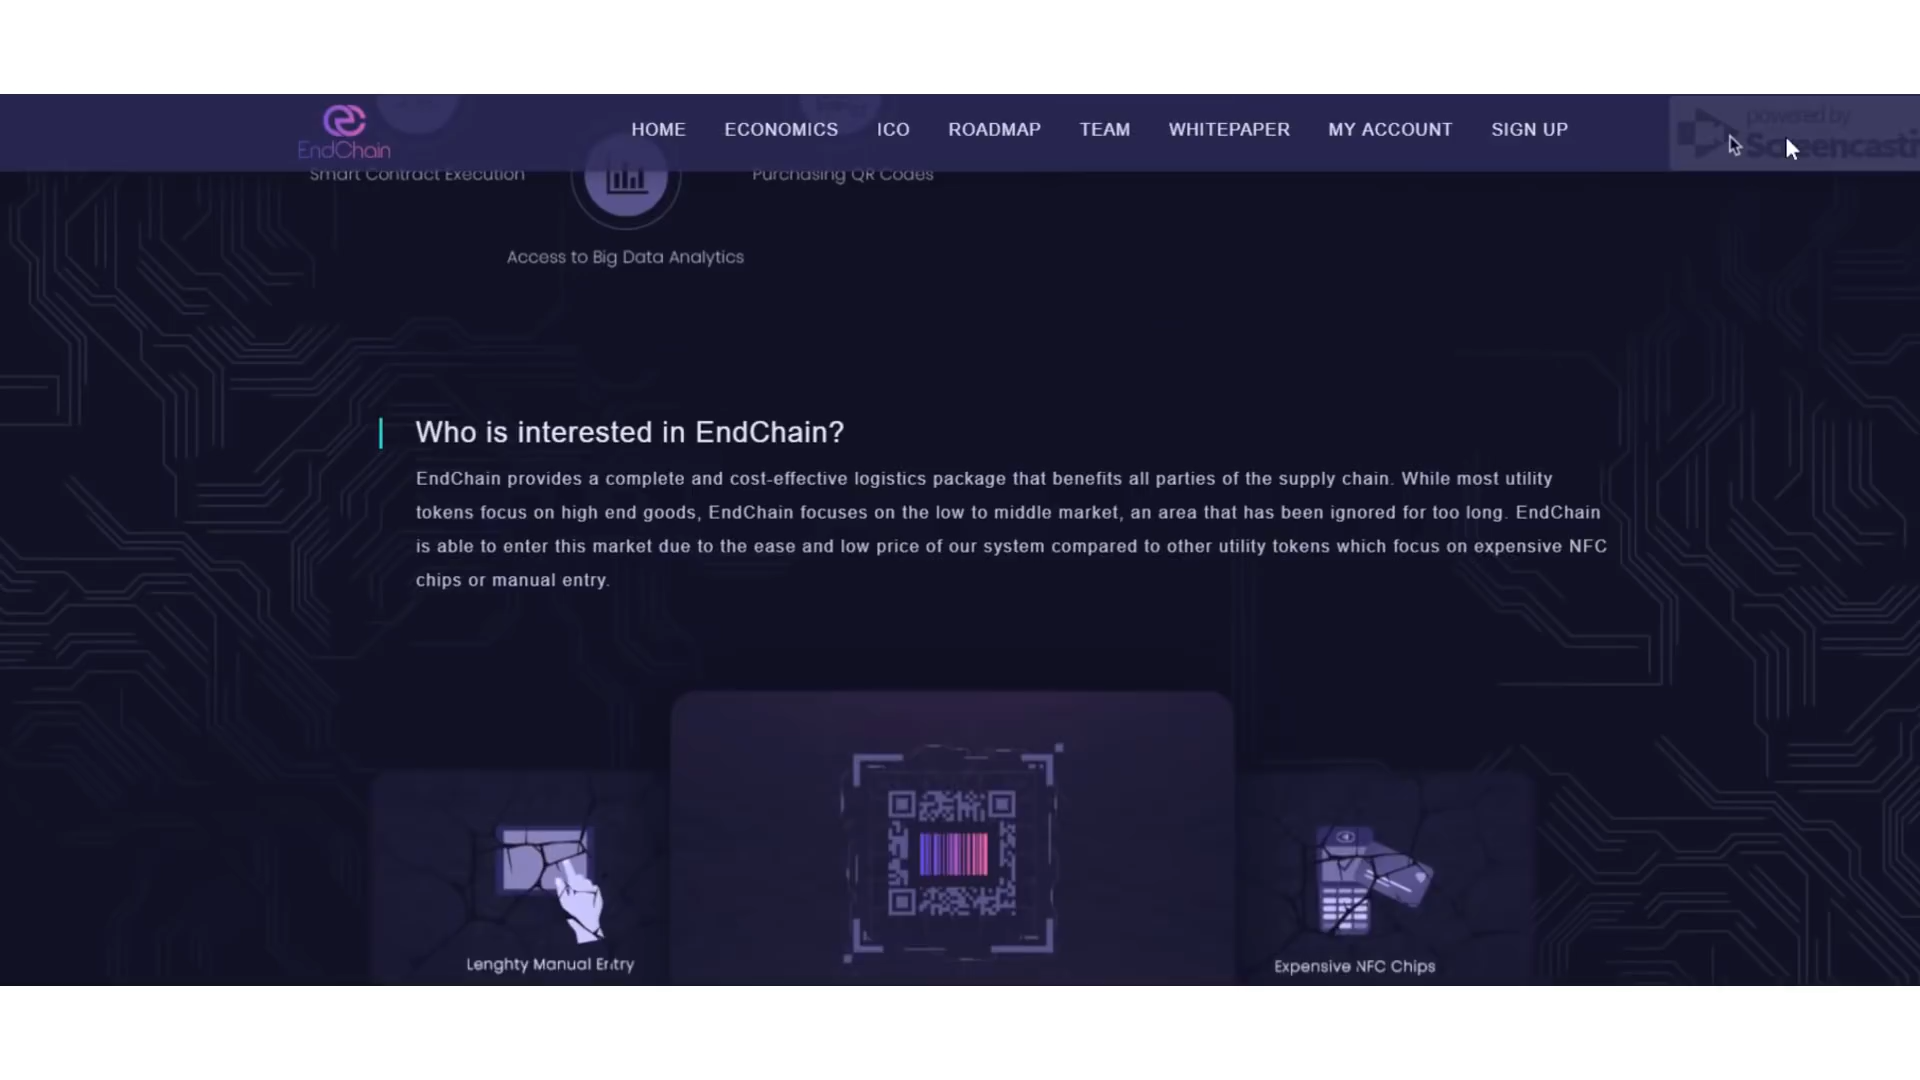 EndChain
HOME
ECONOMICS
ICO
ROADMAP
TEAM
WHITEPAPER
MY ACCOUNT
SIGN UP
powered by
Screencasti
Smart Contract Execution
Purchasing QR Codes
Access to Big Data Analytics
Who is interested in EndChain?
EndChain provides a complete and cost-effective logistics package that benefits all parties of the supply chain. While most utility
tokens focus on high end goods, EndChain focuses on the low to middle market, an area that has been ignored for too long. EndChain
is able to enter this market due to the ease and low price of our system compared to other utility tokens which focus on expensive NFC
chips or manual entry.
Lenghty Manual Entry
Expensive NFC Chips